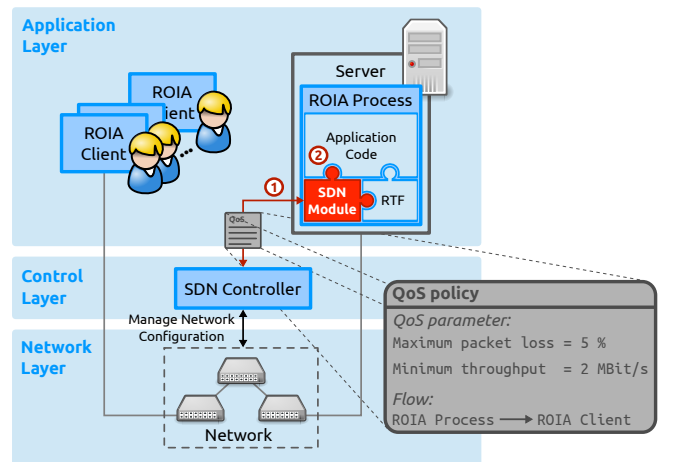 Application
Layer
Server
ROIA
Client
ROIA Process
ROIA
Client
Application
Code
②
①
SDN
Module
RTF
QoS
Control
Layer
SDN Controller
QoS policy
Manage Network
Configuration
QoS parameter:
Maximum packet loss = 5 %
Minimum throughput = 2 MBit/s
Network
Layer
Flow:
ROIA Process ROIA Client
Network